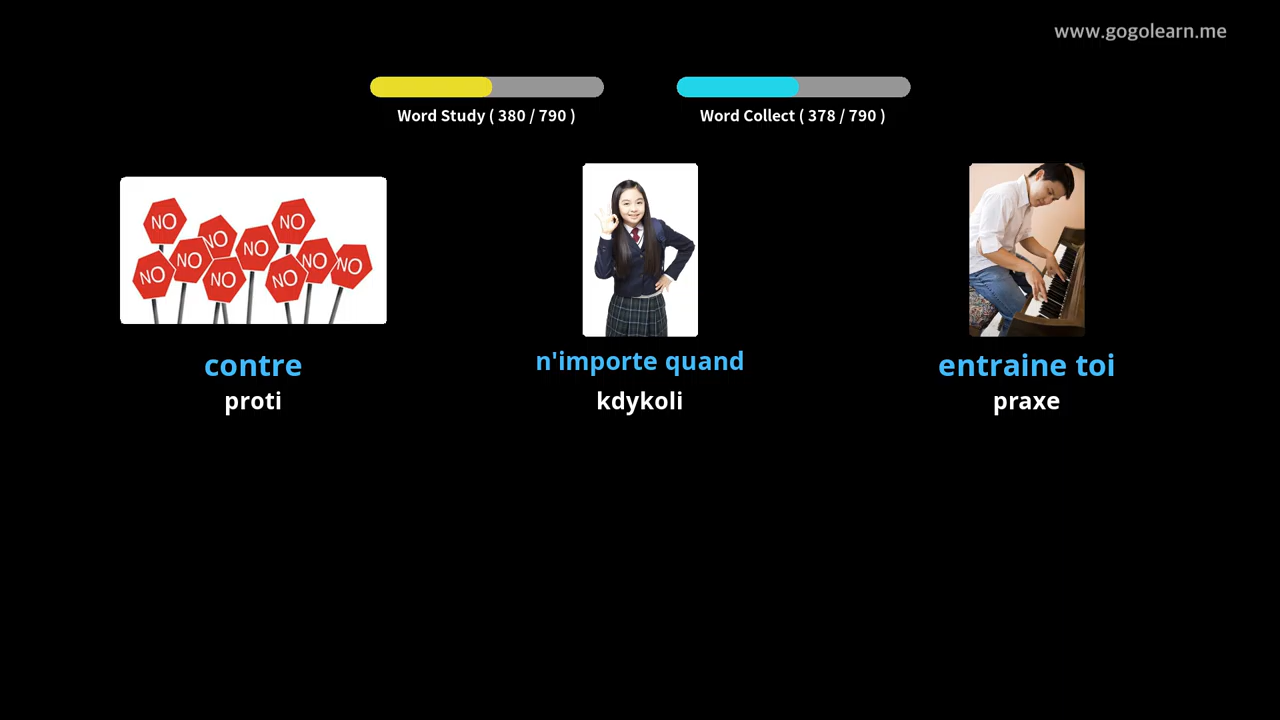 www.gogolearn.me
Word Study ( 380 / 790 )
Word Collect ( 378 / 790 )
NO
NO
NO
NO
NO
NO
NO
NO
NO
NO
contre
n'importe quand
entraine toi
proti
kdykoli
praxe